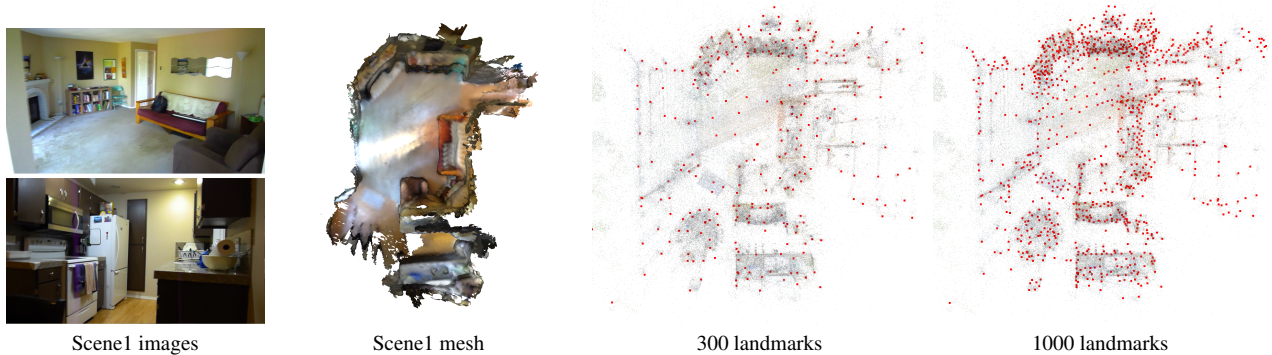 Scene1 images
Scene1 mesh
300 landmarks
1000 landmarks